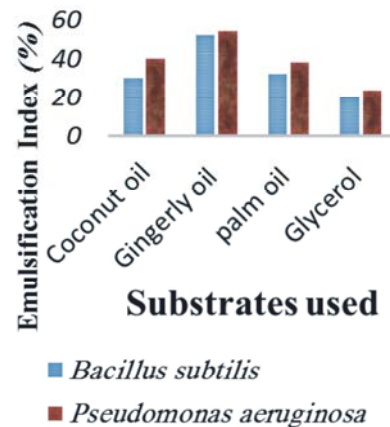 Emulsification Index (%)
60
40
20
0
Coconut oil
Gingerly oil
palm oil
Glycerol
Substrates used
Bacillus subtilis
Pseudomonas aeruginosa